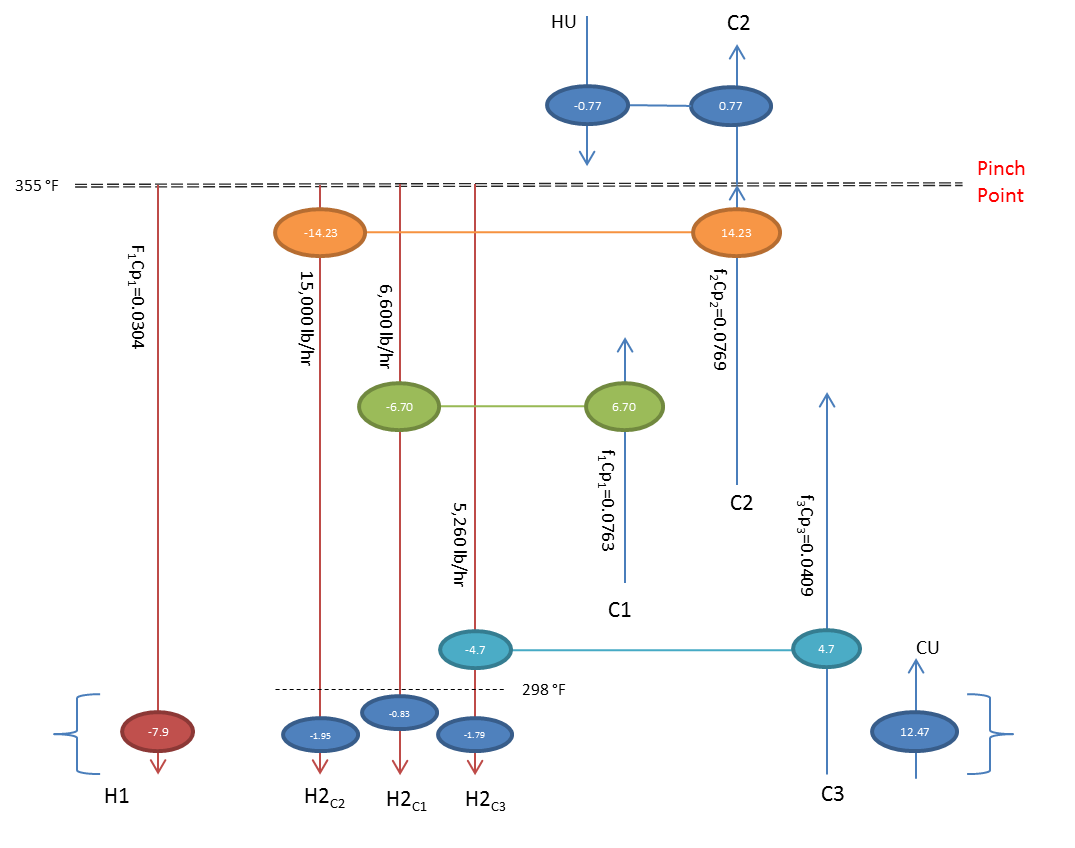 HU
C2
-0.77
0.77
355 °F
Pinch
Point
-14.23
14.23
F₁Cp₁=0.0304
15,000 lb/hr
6,600 lb/hr
f₂Cp₂=0.0769
-6.70
6.70
f₁Cp₁=0.0763
5,260 lb/hr
C2
f₃Cp₃=0.0409
C1
-4.7
4.7
CU
298 °F
-7.9
-1.95
-0.83
-1.79
12.47
H1
H2C2
H2C1
H2C3
C3